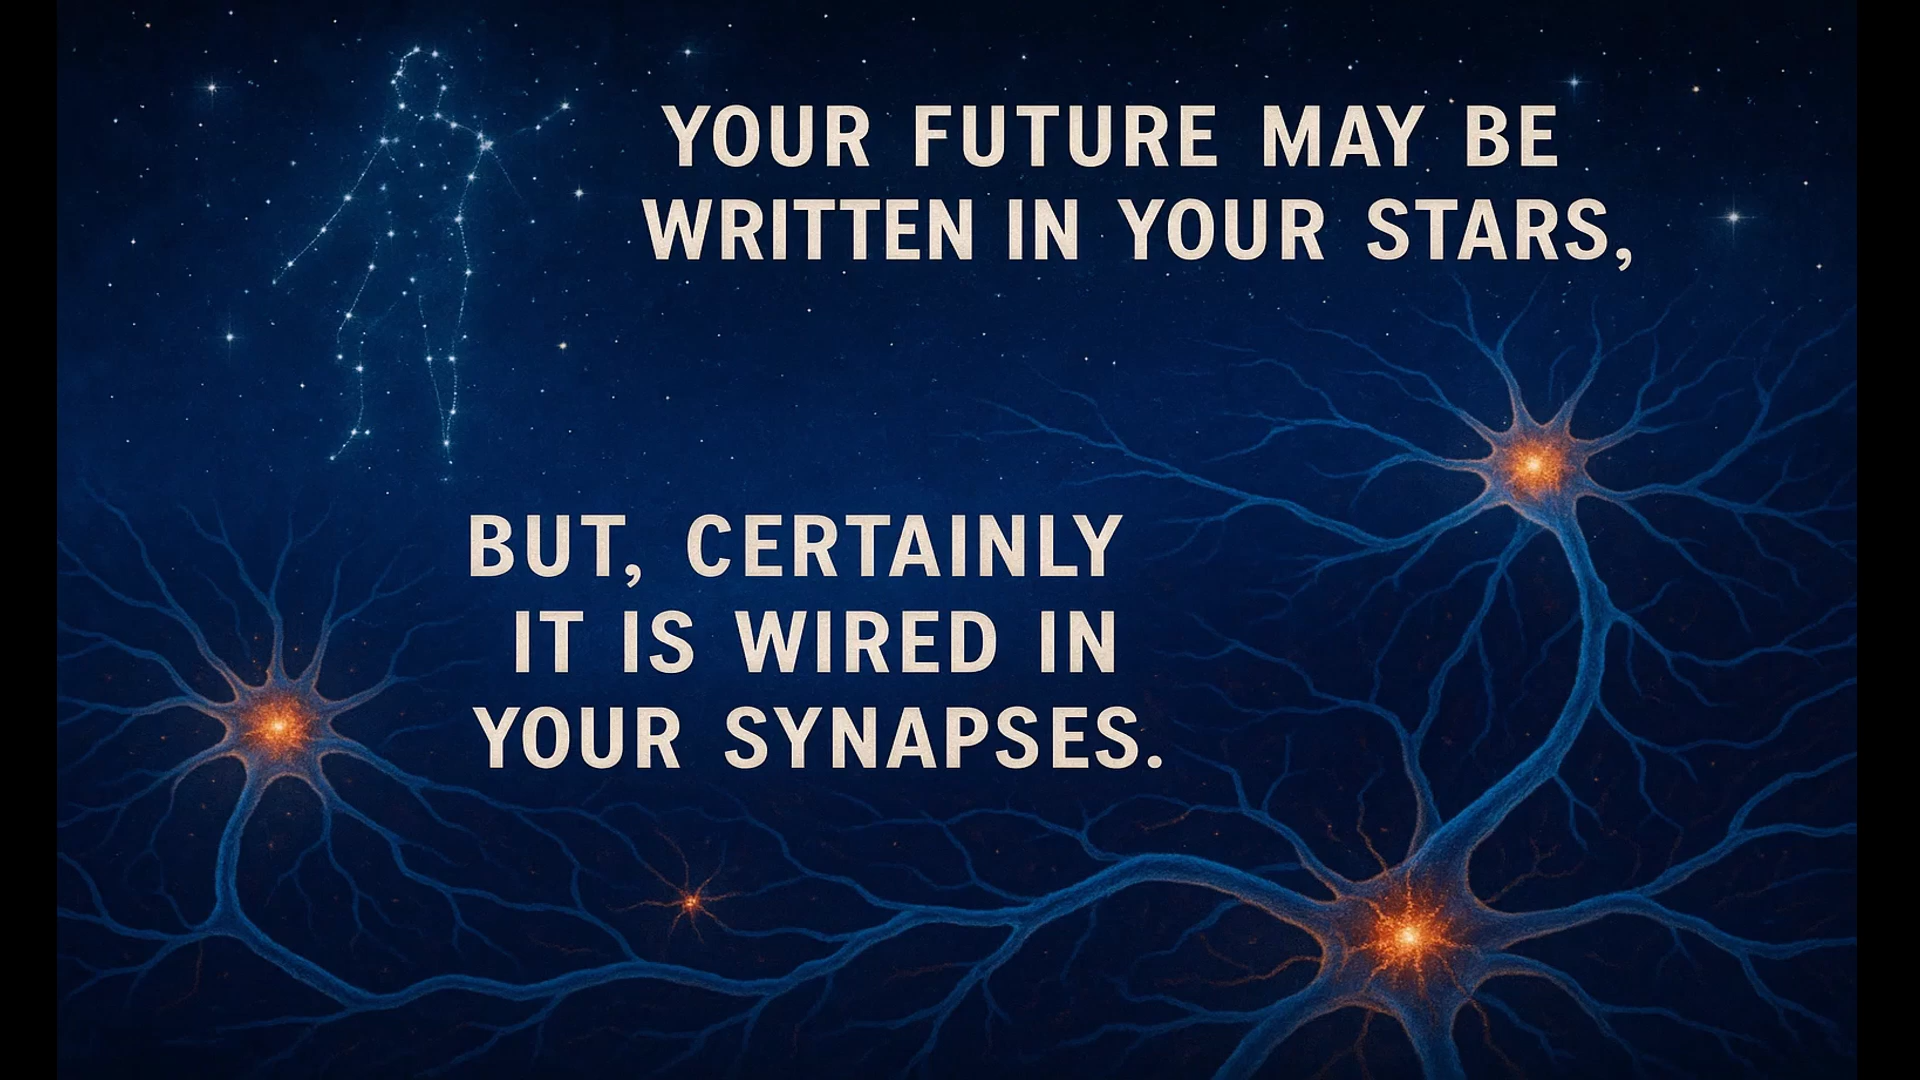 YOUR FUTURE MAY BE
WRITTEN IN YOUR STARS,
BUT, CERTAINLY
IT IS WIRED IN
YOUR SYNAPSES.